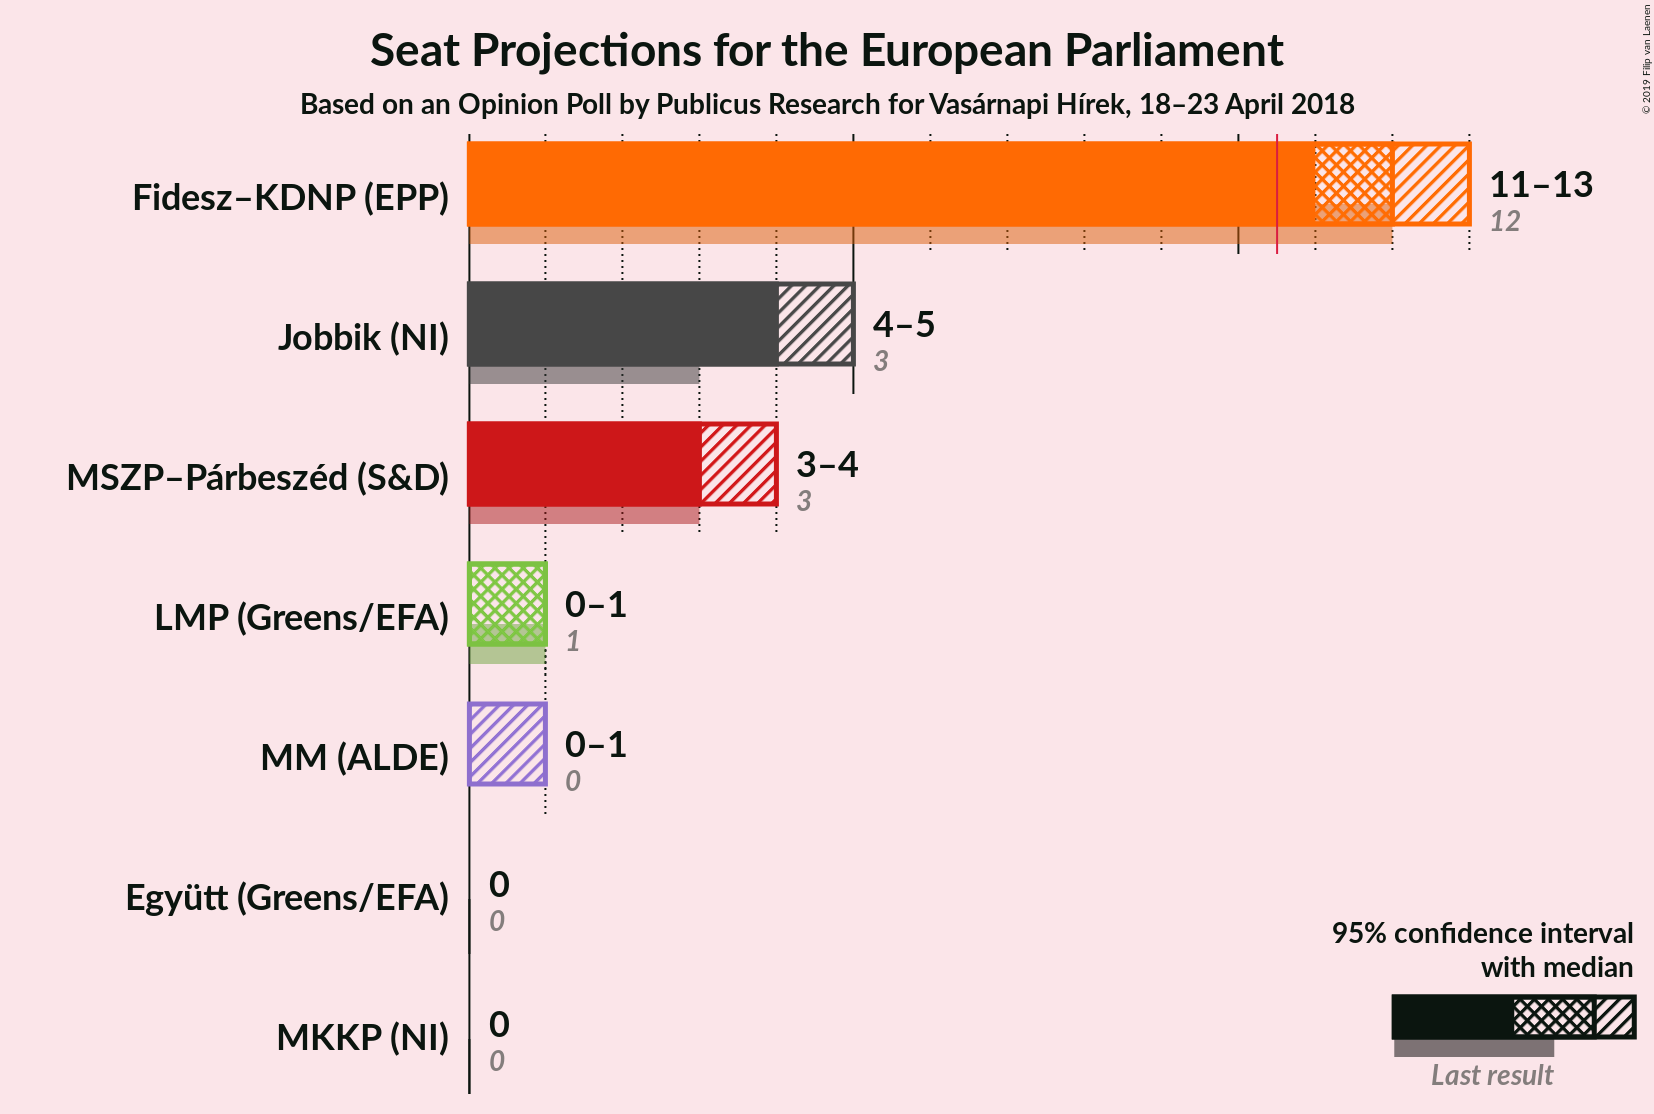 Seat Projections for the European Parliament
Based on an Opinion Poll by Publicus Research for Vasárnapi Hírek, 18–23 April 2018
© 2019 Filip van Laenen
Fidesz–KDNP (EPP)
11–13
12
Jobbik (NI)
4–5
3
MSZP–Párbeszéd (S&D)
3–4
3
LMP (Greens/EFA)
0–1
1
MM (ALDE)
0–1
0
Együtt (Greens/EFA)
0
0
MKKP (NI)
0
0
95% confidence interval
with median
Last result